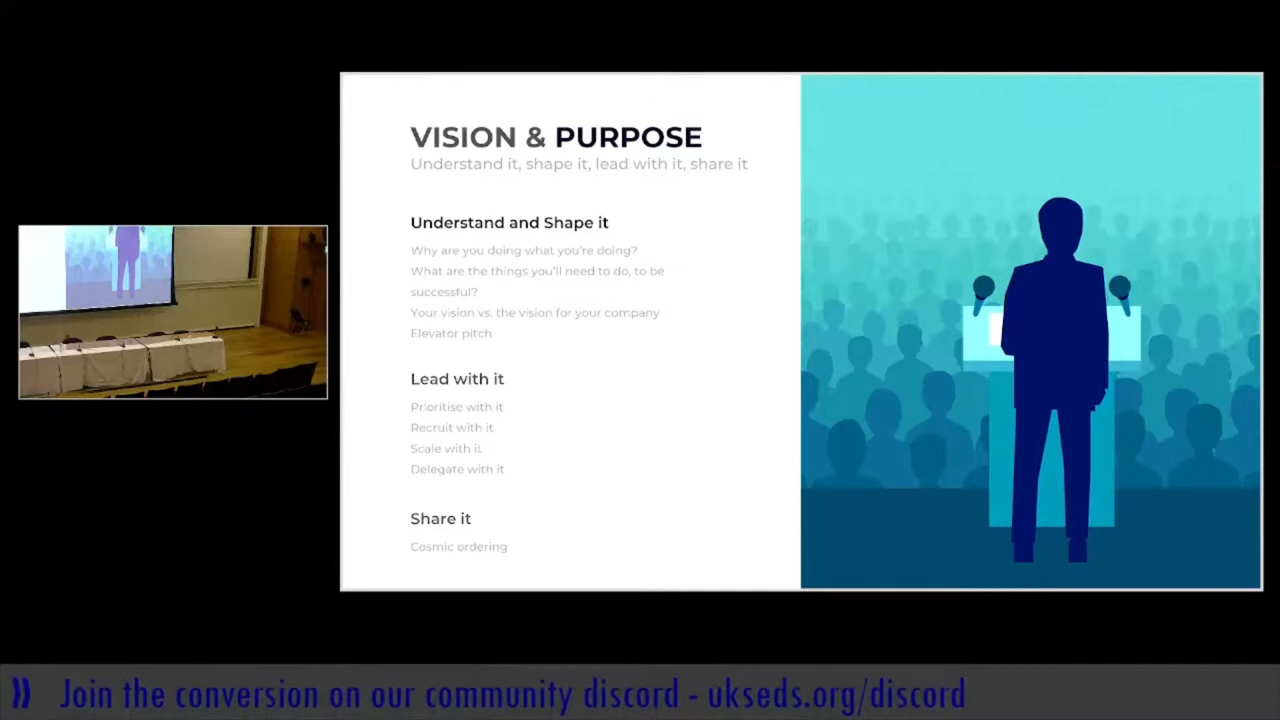 VISION & PURPOSE
Understand it, shape it, lead with it, share it
Understand and Shape it
Why are you doing what you're doing?
What are the things you'll need to do, to be
successful?
Your vision vs. the vision for your company
Elevator pitch
Lead with it
Prioritise with it
Recruit with it
Scale with it
Delegate with it
Share it
Cosmic ordering
» Join the conversion on our community discord - ukseds.org/discord